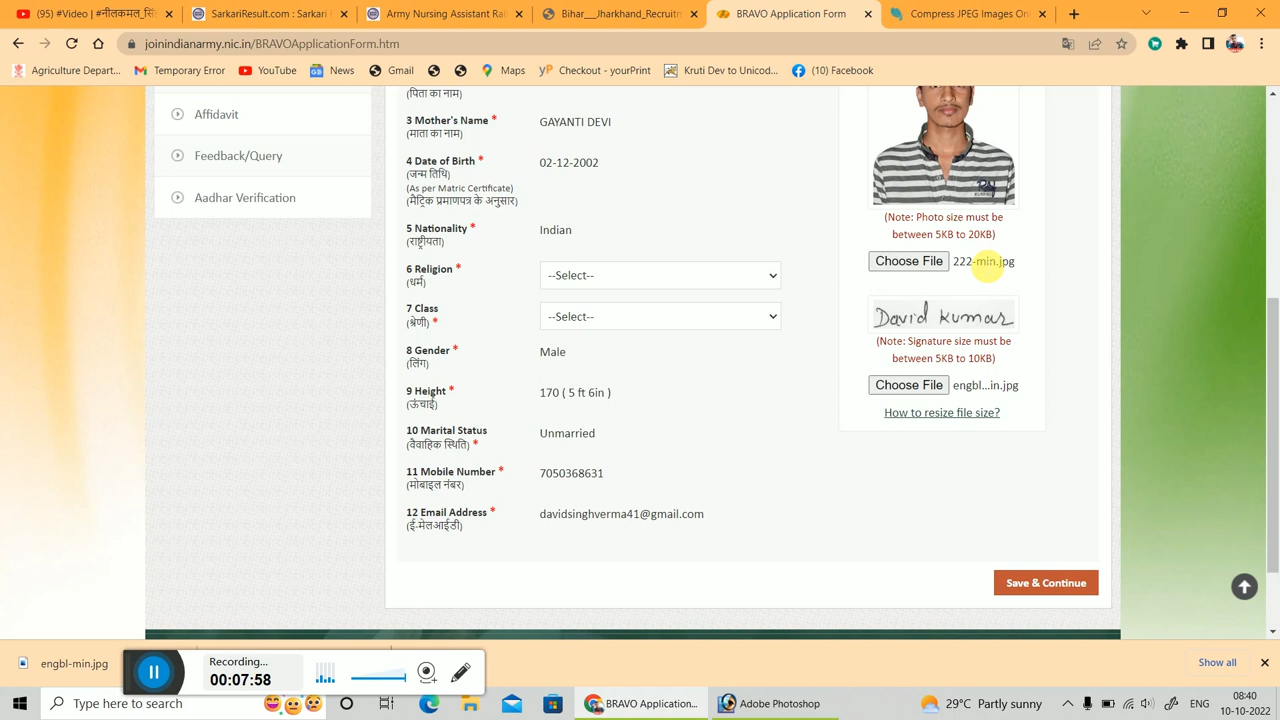 (95) #Video | #नीलकमल_सिं
SarkariResult.com : Sarkari
Army Nursing Assistant Rali
Bihar__Jharkhand_Recruitm
BRAVO Application Form
Compress JPEG Images Onl
joinindianarmy.nic.in/BRAVOApplicationForm.htm
Agriculture Depart...
Temporary Error
YouTube
News
Gmail
Maps
Checkout - yourPrint
Kruti Dev to Unicod...
(10) Facebook
Affidavit
Feedback/Query
Aadhar Verification
(पिता का नाम)
3 Mother's Name *
(माता का नाम)
GAYANTI DEVI
4 Date of Birth *
(जन्म तिथि)
(As per Matric Certificate)
(मैट्रिक प्रमाणपत्र के अनुसार)
02-12-2002
5 Nationality *
(राष्ट्रीयता)
Indian
6 Religion *
(धर्म)
--Select--
7 Class
(श्रेणी) *
--Select--
8 Gender *
(लिंग)
Male
9 Height *
(ऊंचाई)
170 ( 5 ft 6in )
10 Marital Status
(वैवाहिक स्थिति) *
Unmarried
11 Mobile Number *
(मोबाइल नंबर)
7050368631
12 Email Address *
(ई-मेलआईडी)
davidsinghverma41@gmail.com
(Note: Photo size must be
between 5KB to 20KB)
Choose File 222-min.jpg
David Kumar
(Note: Signature size must be
between 5KB to 10KB)
Choose File engbl...in.jpg
How to resize file size?
Save & Continue
engbl-min.jpg
Recording...
00:07:58
Show all
Type here to search
BRAVO Application...
Adobe Photoshop
29°C Partly sunny
ENG
08:40
10-10-2022